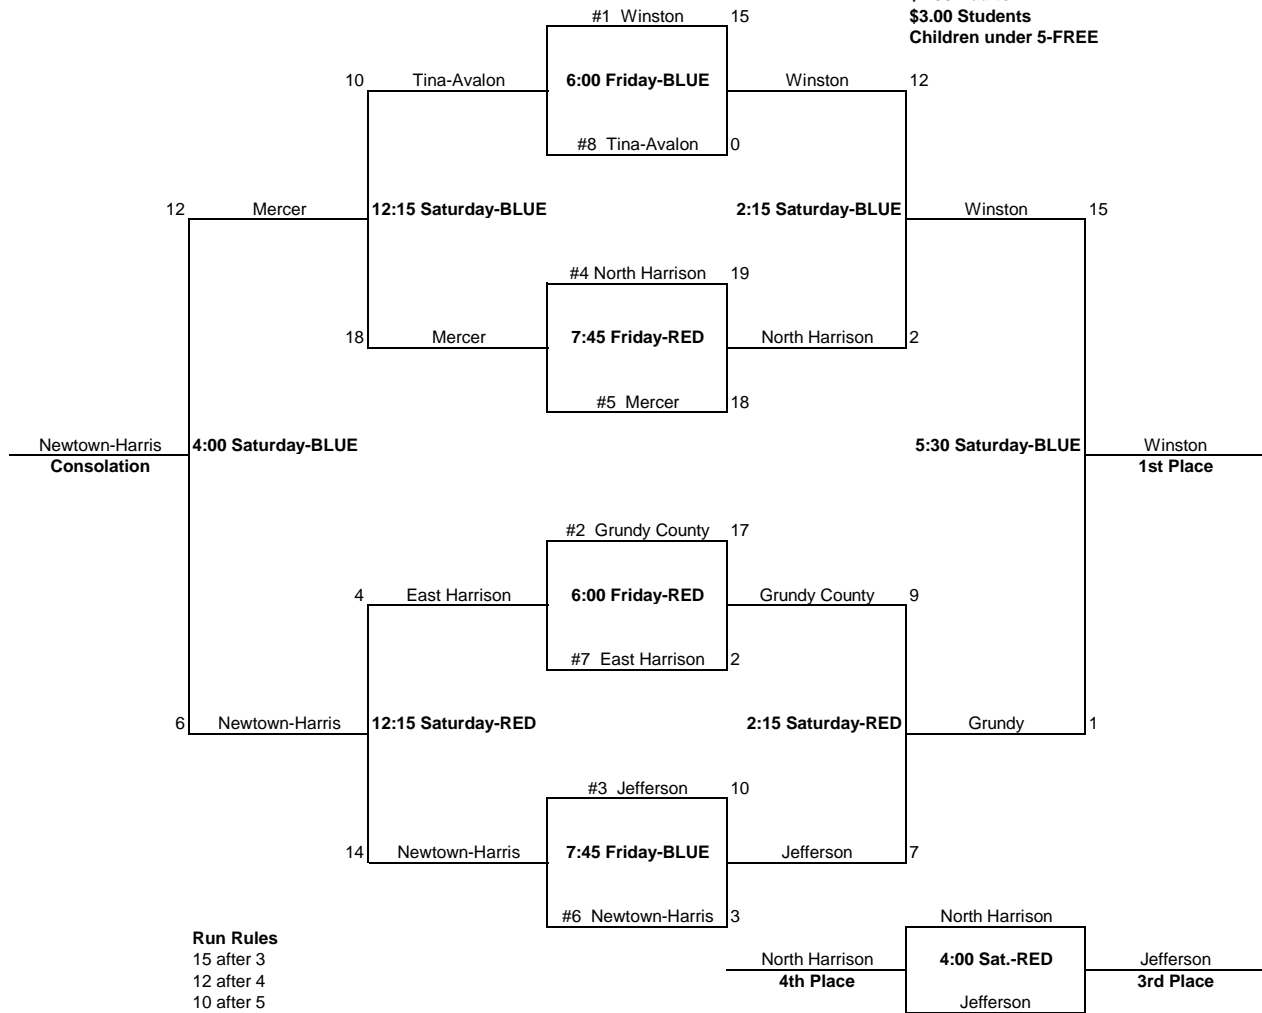 #1 Winston 15
$3.00 Students
Children under 5-FREE
10 Tina-Avalon 6:00 Friday-BLUE Winston 12
#8 Tina-Avalon 0
12 Mercer 12:15 Saturday-BLUE 2:15 Saturday-BLUE Winston 15
#4 North Harrison 19
18 Mercer 7:45 Friday-RED North Harrison 2
#5 Mercer 18
Newtown-Harris 4:00 Saturday-BLUE 5:30 Saturday-BLUE Winston
Consolation 1st Place
#2 Grundy County 17
4 East Harrison 6:00 Friday-RED Grundy County 9
#7 East Harrison 2
6 Newtown-Harris 12:15 Saturday-RED 2:15 Saturday-RED Grundy 1
#3 Jefferson 10
14 Newtown-Harris 7:45 Friday-BLUE Jefferson 7
#6 Newtown-Harris 3 North Harrison
Run Rules
15 after 3 North Harrison 4:00 Sat.-RED Jefferson
12 after 4 4th Place 3rd Place
10 after 5 Jefferson